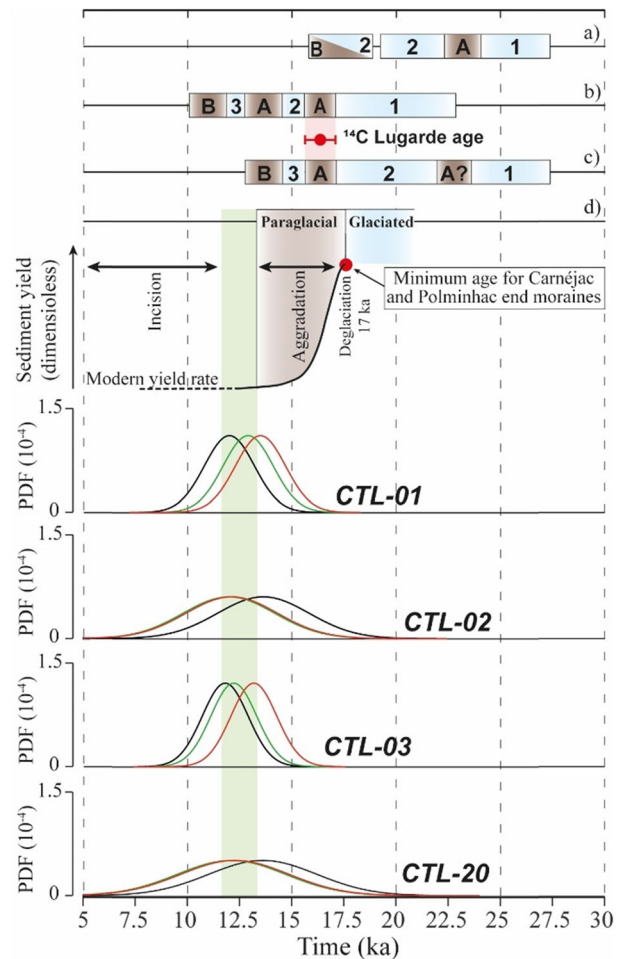 a)
B 2 2 A 1
b)
B 3 A 2 A 1
¹⁴C Lugarde age
c)
B 3 A 2 A? 1
d)
Paraglacial Glaciated
Sediment yield
(dimensioless)
Incision
Aggradation
Deglaciation
17 ka
Minimum age for Carnéjac
and Polminhac end moraines
Modern yield rate
1.5
PDF (10⁻⁴)
0
CTL-01
1.5
PDF (10⁻⁴)
0
CTL-02
1.5
PDF (10⁻⁴)
0
CTL-03
1.5
PDF (10⁻⁴)
0
CTL-20
5 7.5 10 12.5 15 17.5 20 22.5 25 27.5 30
Time (ka)